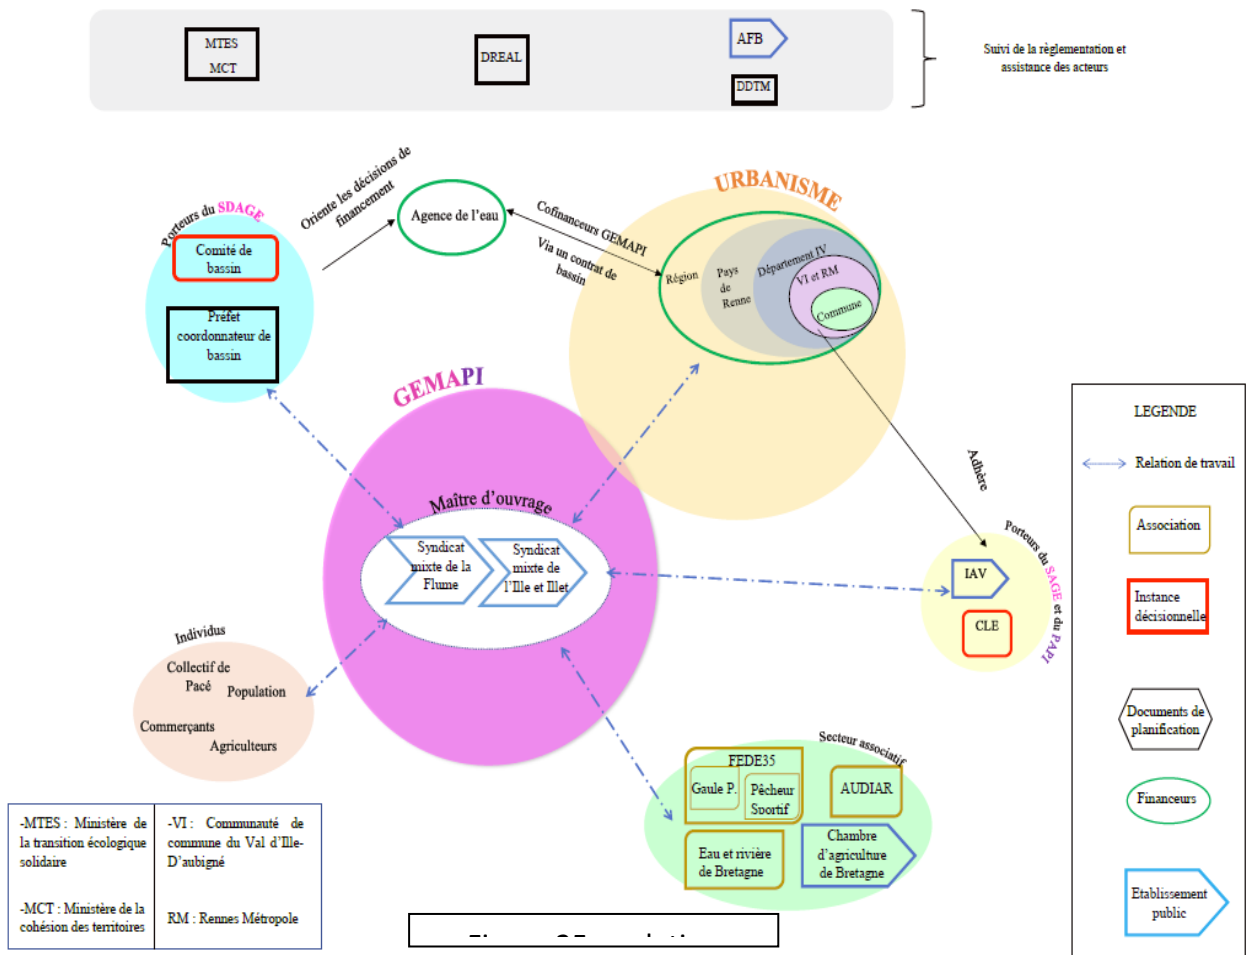 MTES
MCT
DREAL
AFB
DDTM
Suivi de la règlementation et
assistance des acteurs
Porteurs du SDAGE
Comité de
bassin
Préfet
coordonnateur de
bassin
Oriente les décisions de
financement
Agence de l'eau
Cofinanceurs GEMAPI
Via un contrat de
bassin
URBANISME
Région
Pays
de
Renne
Département IV
VI et RM
Commune
GEMAPI
Maître d'ouvrage
Syndicat
mixte de la
Flume
Syndicat
mixte de
l'Ille et Illet
Adhère
Porteurs du SAGE et du PAPI
IAV
CLE
Individus
Collectif de
Pacé
Population
Commerçants
Agriculteurs
Secteur associatif
FEDE35
Gaule P.
Pêcheur
Sportif
AUDIAR
Eau et rivière
de Bretagne
Chambre
d'agriculture
de Bretagne
LEGENDE
Relation de travail
Association
Instance
décisionnelle
Documents de
planification
Financeurs
Etablissement
public
-MTES : Ministère de
la transition écologique
solidaire
-MCT : Ministère de la
cohésion des territoires
-VI : Communauté de
commune du Val d'Ille-
D'aubigné
RM : Rennes Métropole